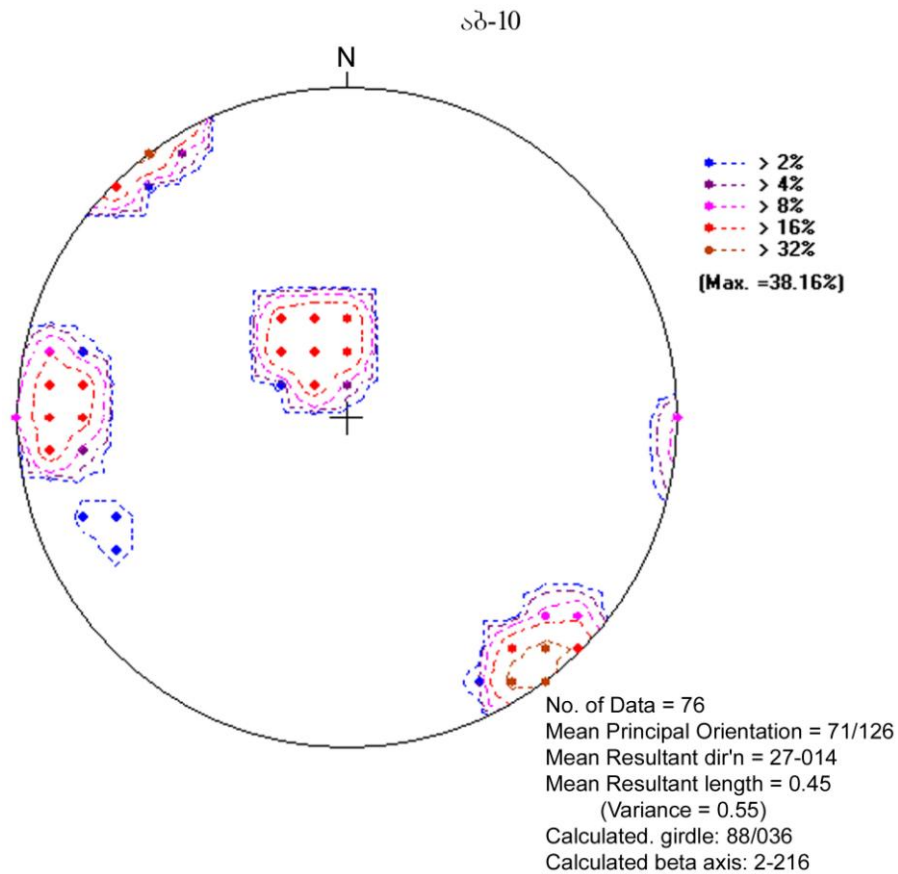 აბ-10
N
> 2%
> 4%
> 8%
> 16%
> 32%
(Max. =38.16%)
No. of Data = 76
Mean Principal Orientation = 71/126
Mean Resultant dir'n = 27-014
Mean Resultant length = 0.45
(Variance = 0.55)
Calculated. girdle: 88/036
Calculated beta axis: 2-216